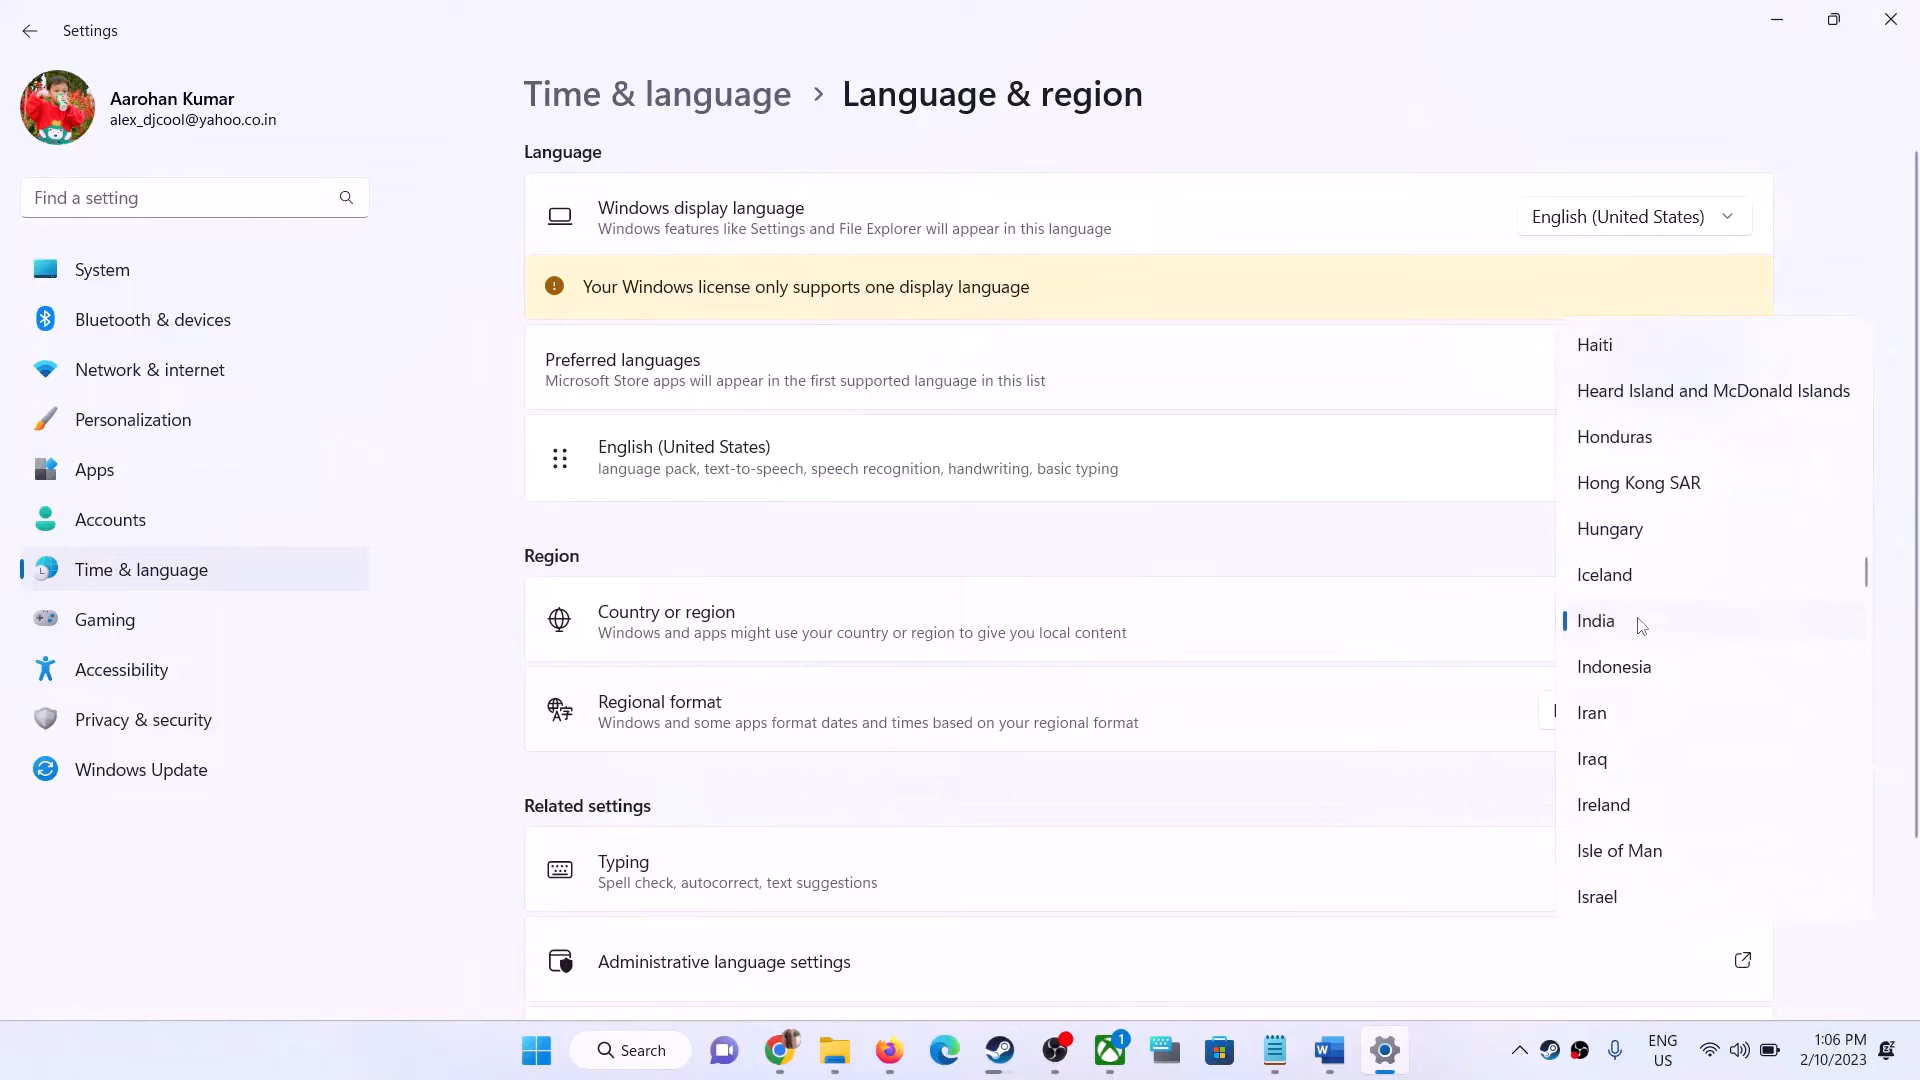 Settings
Aarohan Kumar
alex_djcool@yahoo.co.in
Find a setting
System
Bluetooth & devices
Network & internet
Personalization
Apps
Accounts
Time & language
Gaming
Accessibility
Privacy & security
Windows Update
Time & language › Language & region
Language
Windows display language
Windows features like Settings and File Explorer will appear in this language
English (United States)
Your Windows license only supports one display language
Preferred languages
Microsoft Store apps will appear in the first supported language in this list
English (United States)
language pack, text-to-speech, speech recognition, handwriting, basic typing
Region
Country or region
Windows and apps might use your country or region to give you local content
Regional format
Windows and some apps format dates and times based on your regional format
Related settings
Typing
Spell check, autocorrect, text suggestions
Administrative language settings
Haiti
Heard Island and McDonald Islands
Honduras
Hong Kong SAR
Hungary
Iceland
India
Indonesia
Iran
Iraq
Ireland
Isle of Man
Israel
Search
1
ENG
US
1:06 PM
2/10/2023